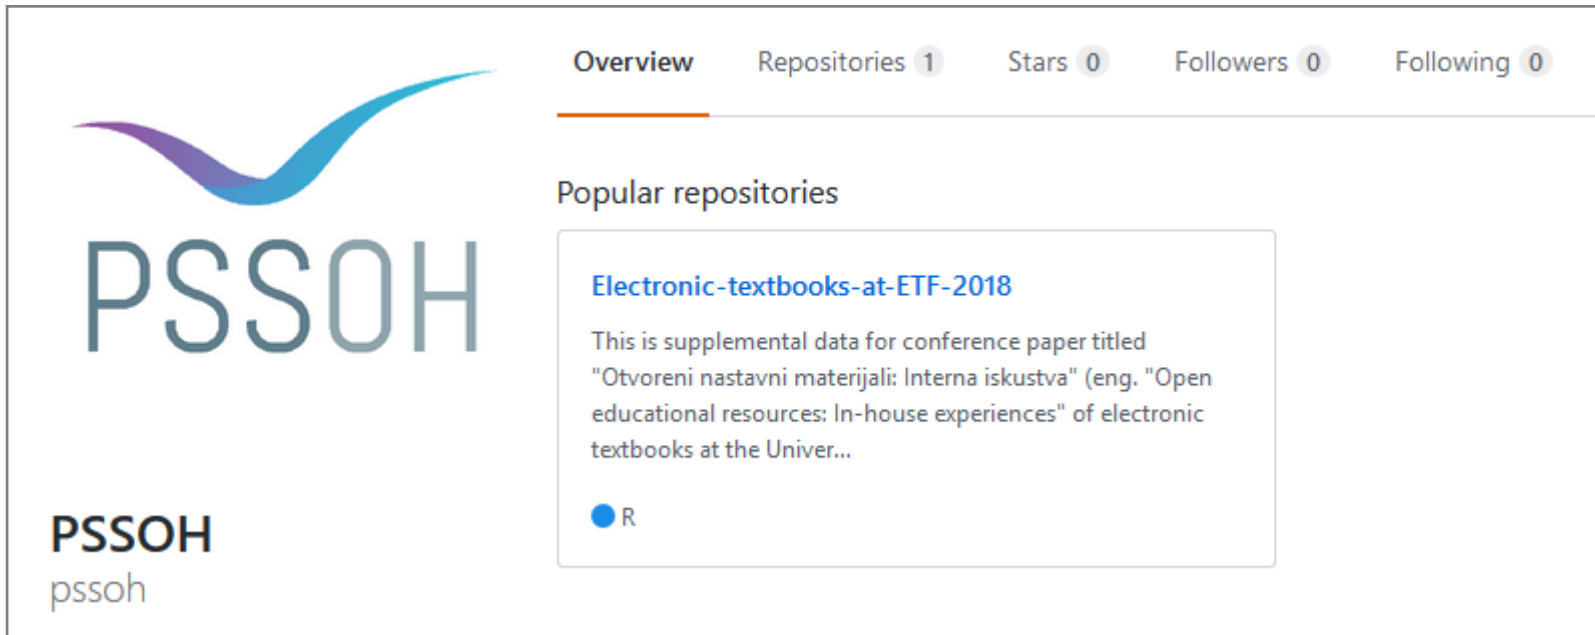 Overview Repositories 1 Stars 0 Followers 0 Following 0
PSSOH
Popular repositories
Electronic-textbooks-at-ETF-2018
This is supplemental data for conference paper titled
"Otvoreni nastavni materijali: Interna iskustva" (eng. "Open
educational resources: In-house experiences" of electronic
textbooks at the Univer...
R
PSSOH
pssoh